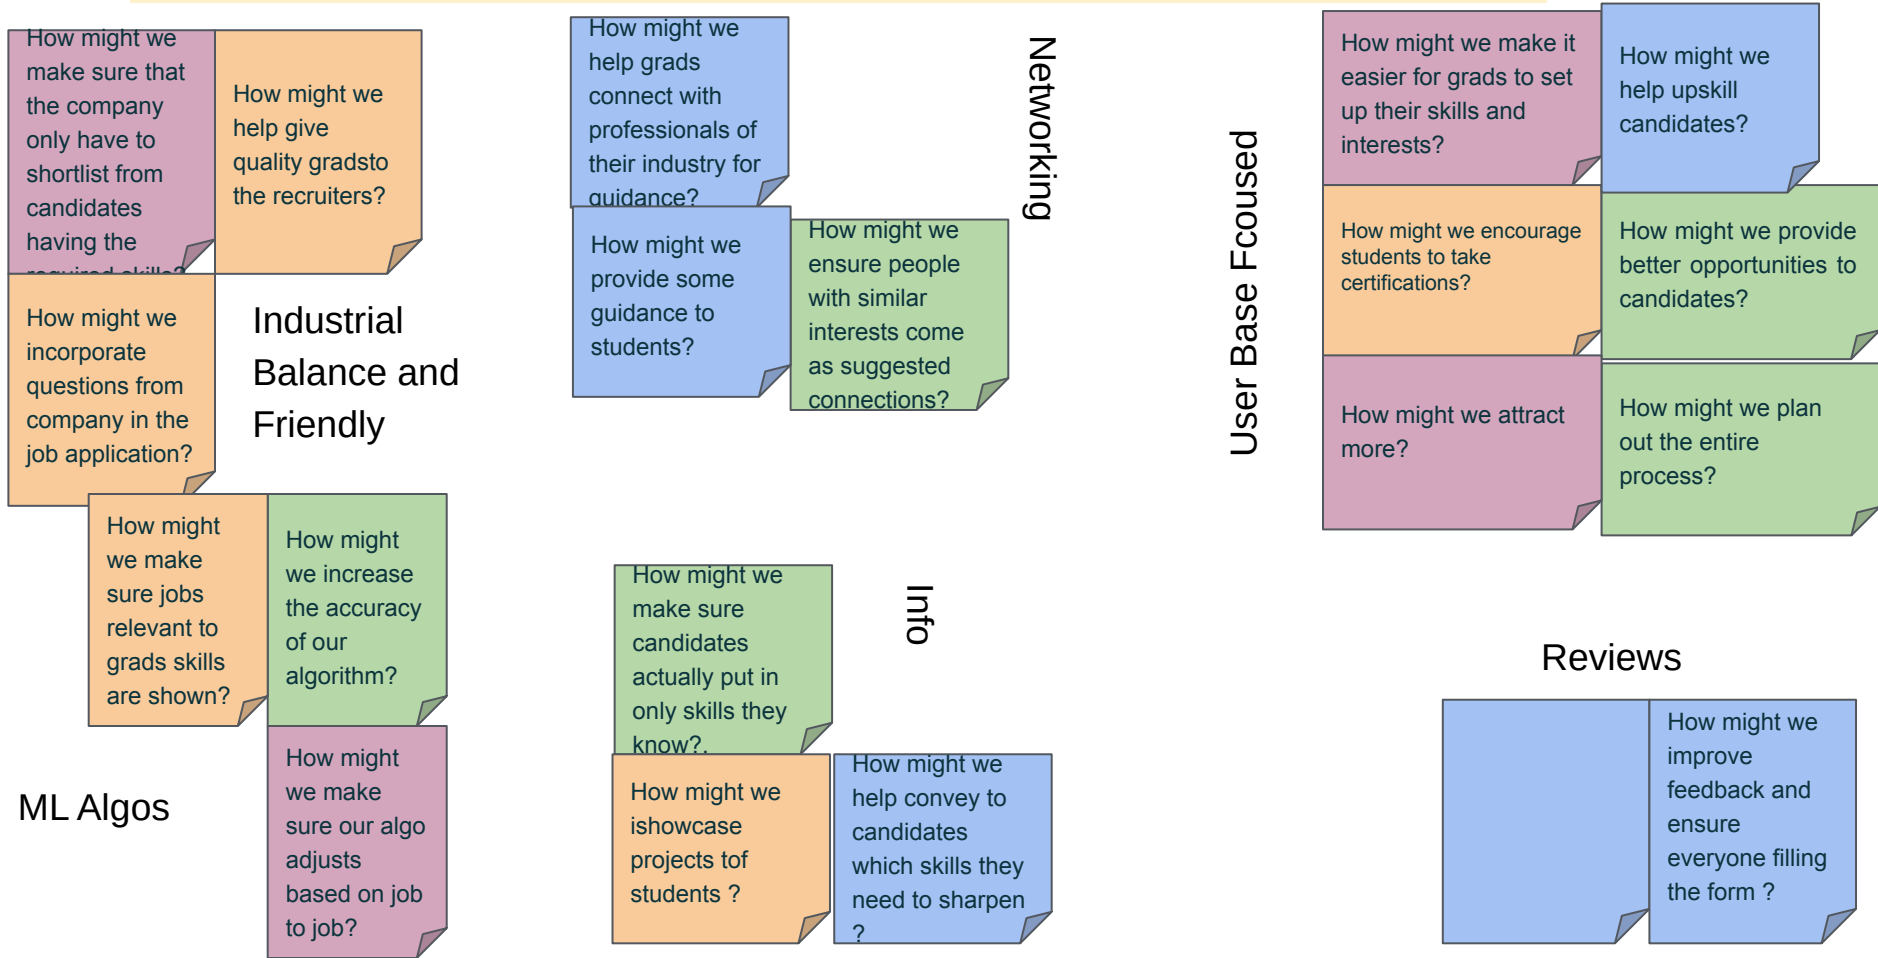 How might we
make sure that
the company
only have to
shortlist from
candidates
having the
required skills?
How might we
help give
quality gradsto
the recruiters?
How might we
incorporate
questions from
company in the
job application?
Industrial
Balance and
Friendly
How might
we make
sure jobs
relevant to
grads skills
are shown?
How might
we increase
the accuracy
of our
algorithm?
How might
we make
sure our algo
adjusts
based on job
to job?
ML Algos
How might we
help grads
connect with
professionals of
their industry for
guidance?
How might we
provide some
guidance to
students?
How might we
ensure people
with similar
interests come
as suggested
connections?
Networking
How might we
make sure
candidates
actually put in
only skills they
know?.
How might we
ishowcase
projects tof
students ?
How might we
help convey to
candidates
which skills they
need to sharpen
?
Info
User Base Fcoused
How might we make it
easier for grads to set
up their skills and
interests?
How might we
help upskill
candidates?
How might we encourage
students to take
certifications?
How might we provide
better opportunities to
candidates?
How might we attract
more?
How might we plan
out the entire
process?
Reviews
How might we
improve
feedback and
ensure
everyone filling
the form ?